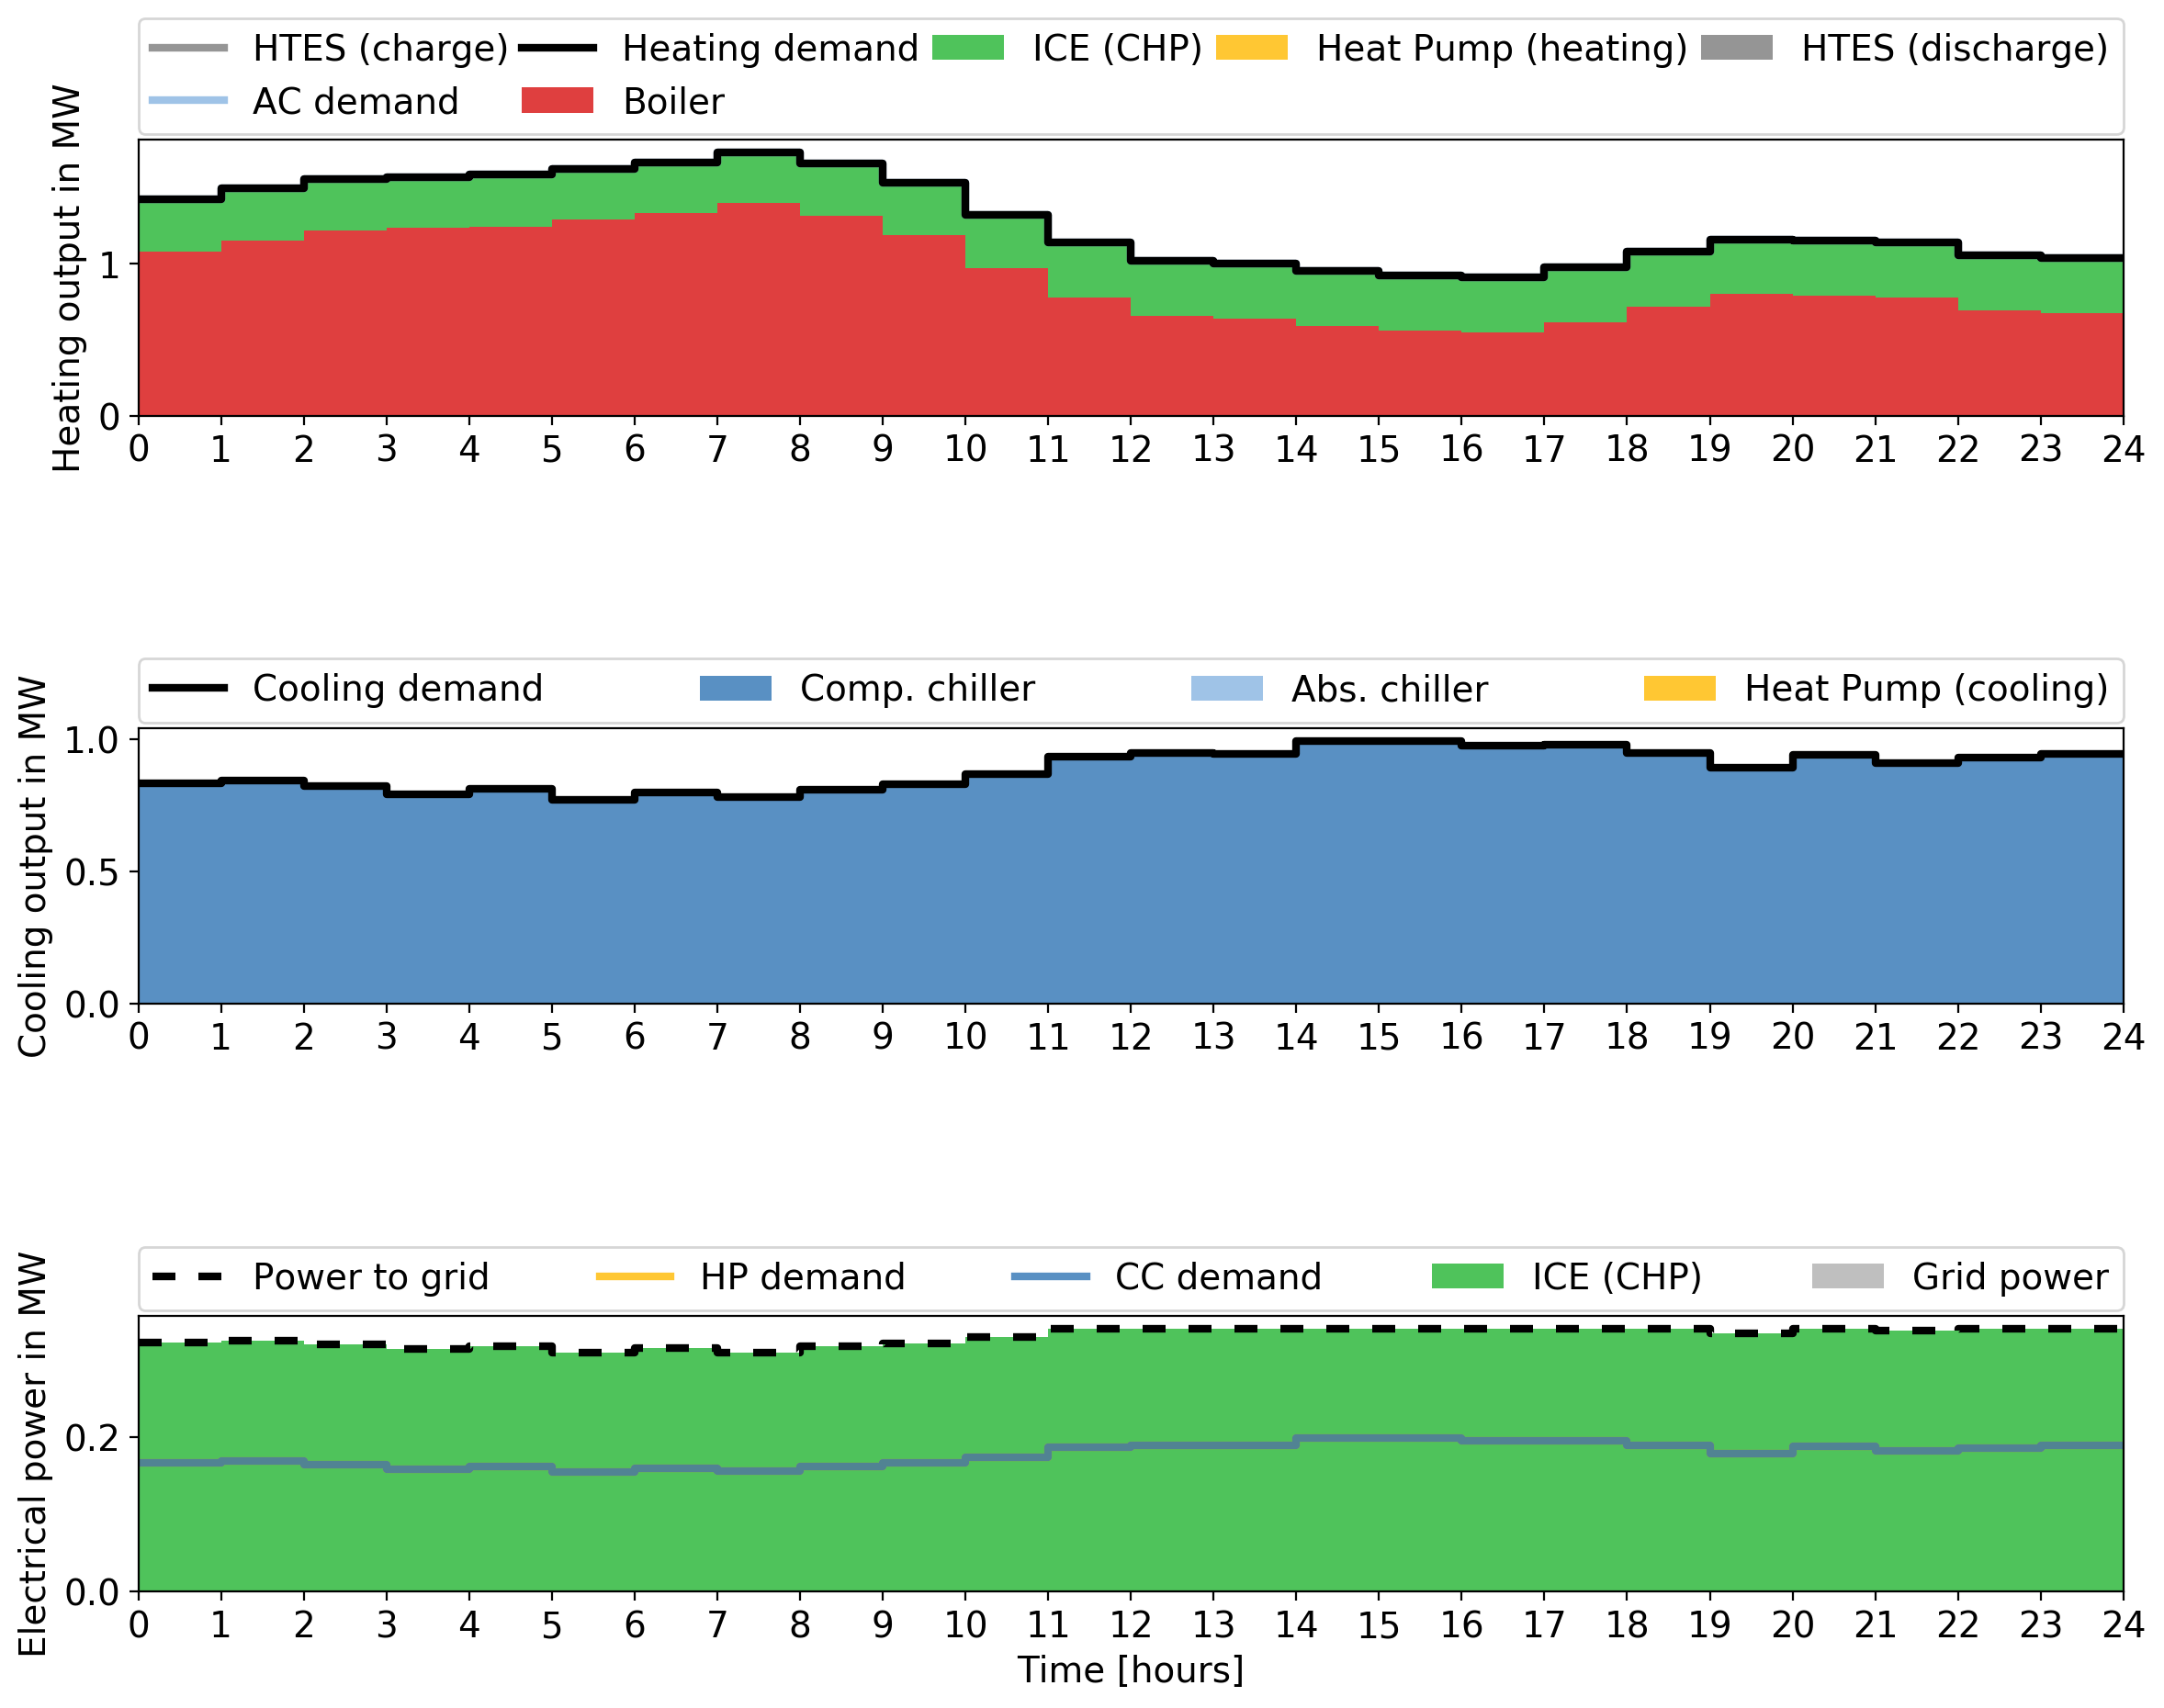 HTES (charge) Heating demand ICE (CHP) Heat Pump (heating) HTES (discharge)
AC demand Boiler
Heating output in MW
1
0
0 1 2 3 4 5 6 7 8 9 10 11 12 13 14 15 16 17 18 19 20 21 22 23 24
Cooling demand Comp. chiller Abs. chiller Heat Pump (cooling)
Cooling output in MW
1.0
0.5
0.0
0 1 2 3 4 5 6 7 8 9 10 11 12 13 14 15 16 17 18 19 20 21 22 23 24
Power to grid HP demand CC demand ICE (CHP) Grid power
Electrical power in MW
0.2
0.0
0 1 2 3 4 5 6 7 8 9 10 11 12 13 14 15 16 17 18 19 20 21 22 23 24
Time [hours]